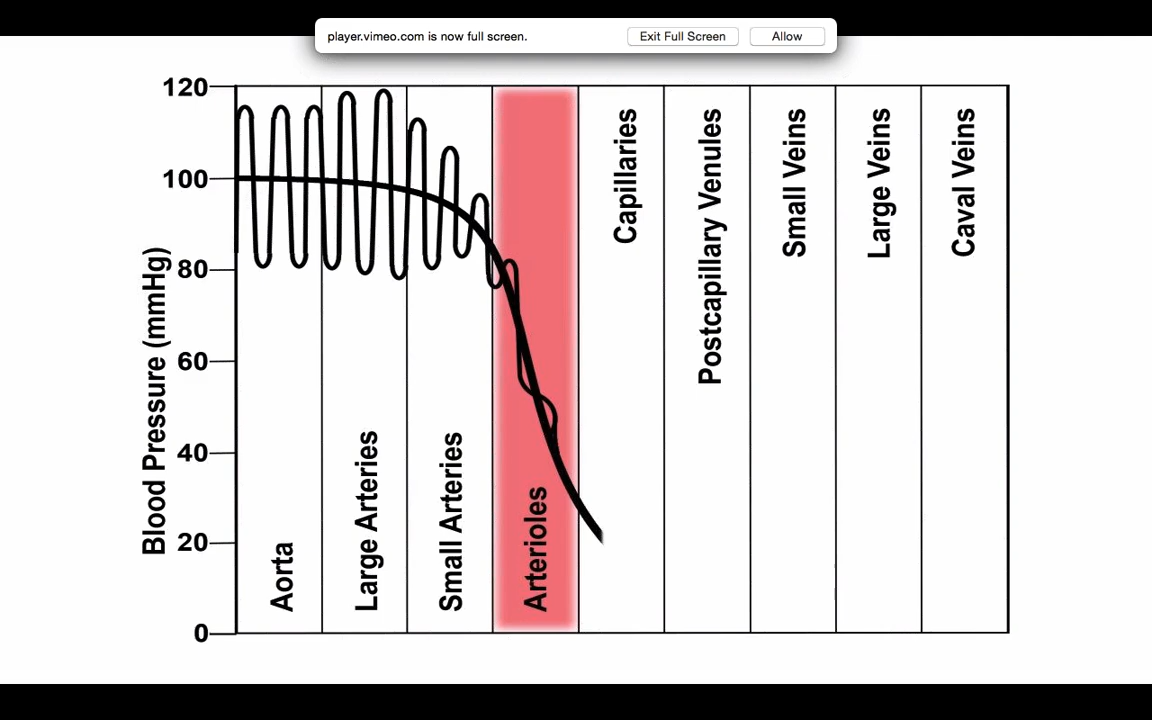 player.vimeo.com is now full screen.
Exit Full Screen
Allow
Blood Pressure (mmHg)
120
100
80
60
40
20
0
Aorta
Large Arteries
Small Arteries
Arterioles
Capillaries
Postcapillary Venules
Small Veins
Large Veins
Caval Veins